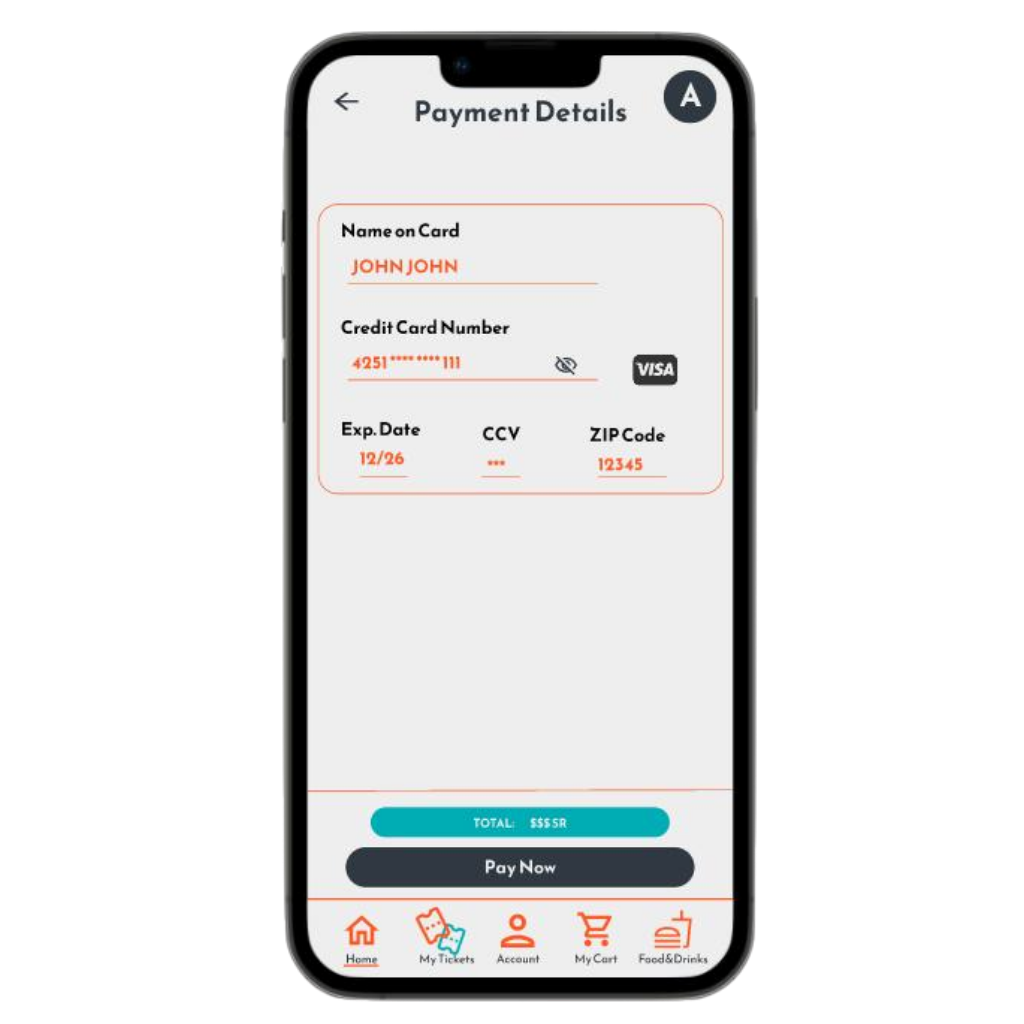 A
Payment Details
Name on Card
JOHN JOHN
Credit Card Number
4251 **** **** 111
VISA
Exp. Date CCV ZIP Code
12/26 *** 12345
TOTAL: $$$ SR
Pay Now
Home My Tickets Account My Cart Food&Drinks